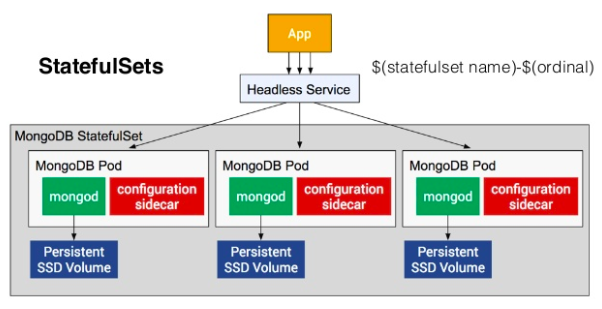 App
StatefulSets
$(statefulset name)-$(ordinal)
Headless Service
MongoDB StatefulSet
MongoDB Pod
mongod
configuration
sidecar
Persistent
SSD Volume
MongoDB Pod
mongod
configuration
sidecar
Persistent
SSD Volume
MongoDB Pod
mongod
configuration
sidecar
Persistent
SSD Volume